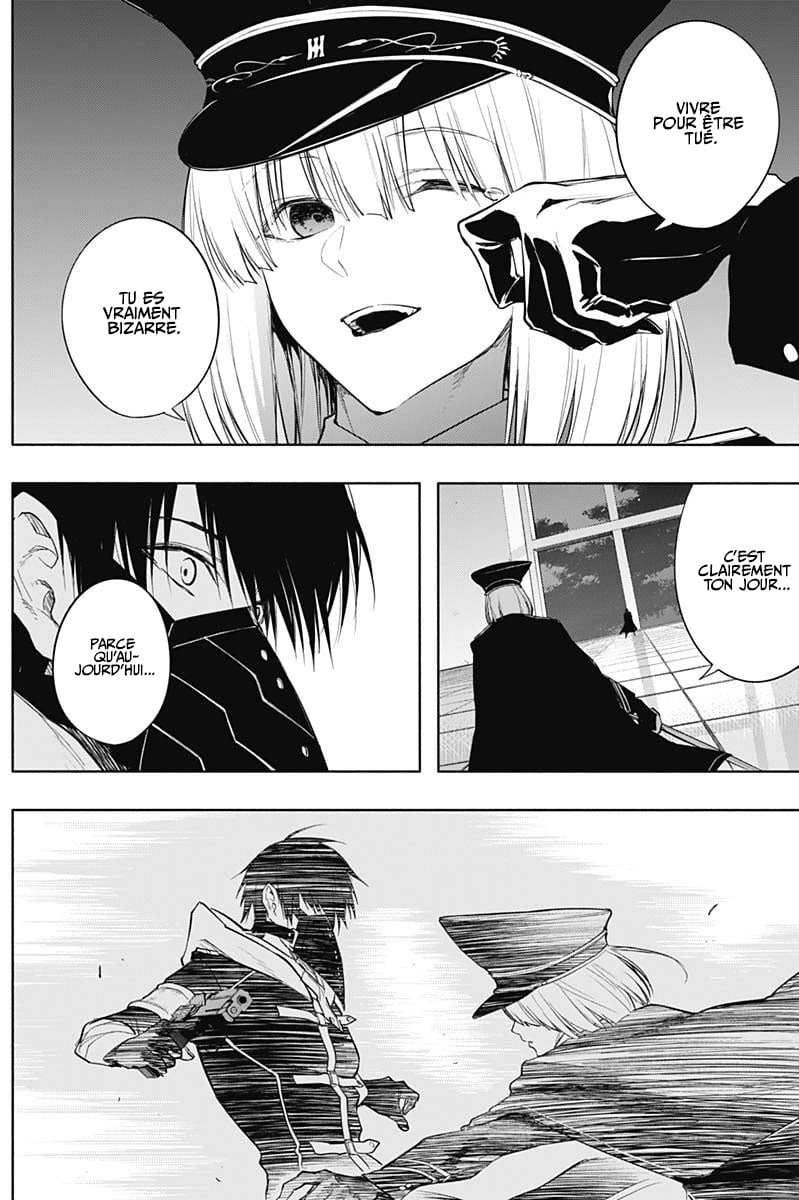 VIVRE
POUR ÊTRE
TUÉ.
TU ES
VRAIMENT
BIZARRE.
C'EST
CLAIREMENT
TON JOUR...
PARCE
QU'AU-
JOURD'HUI...